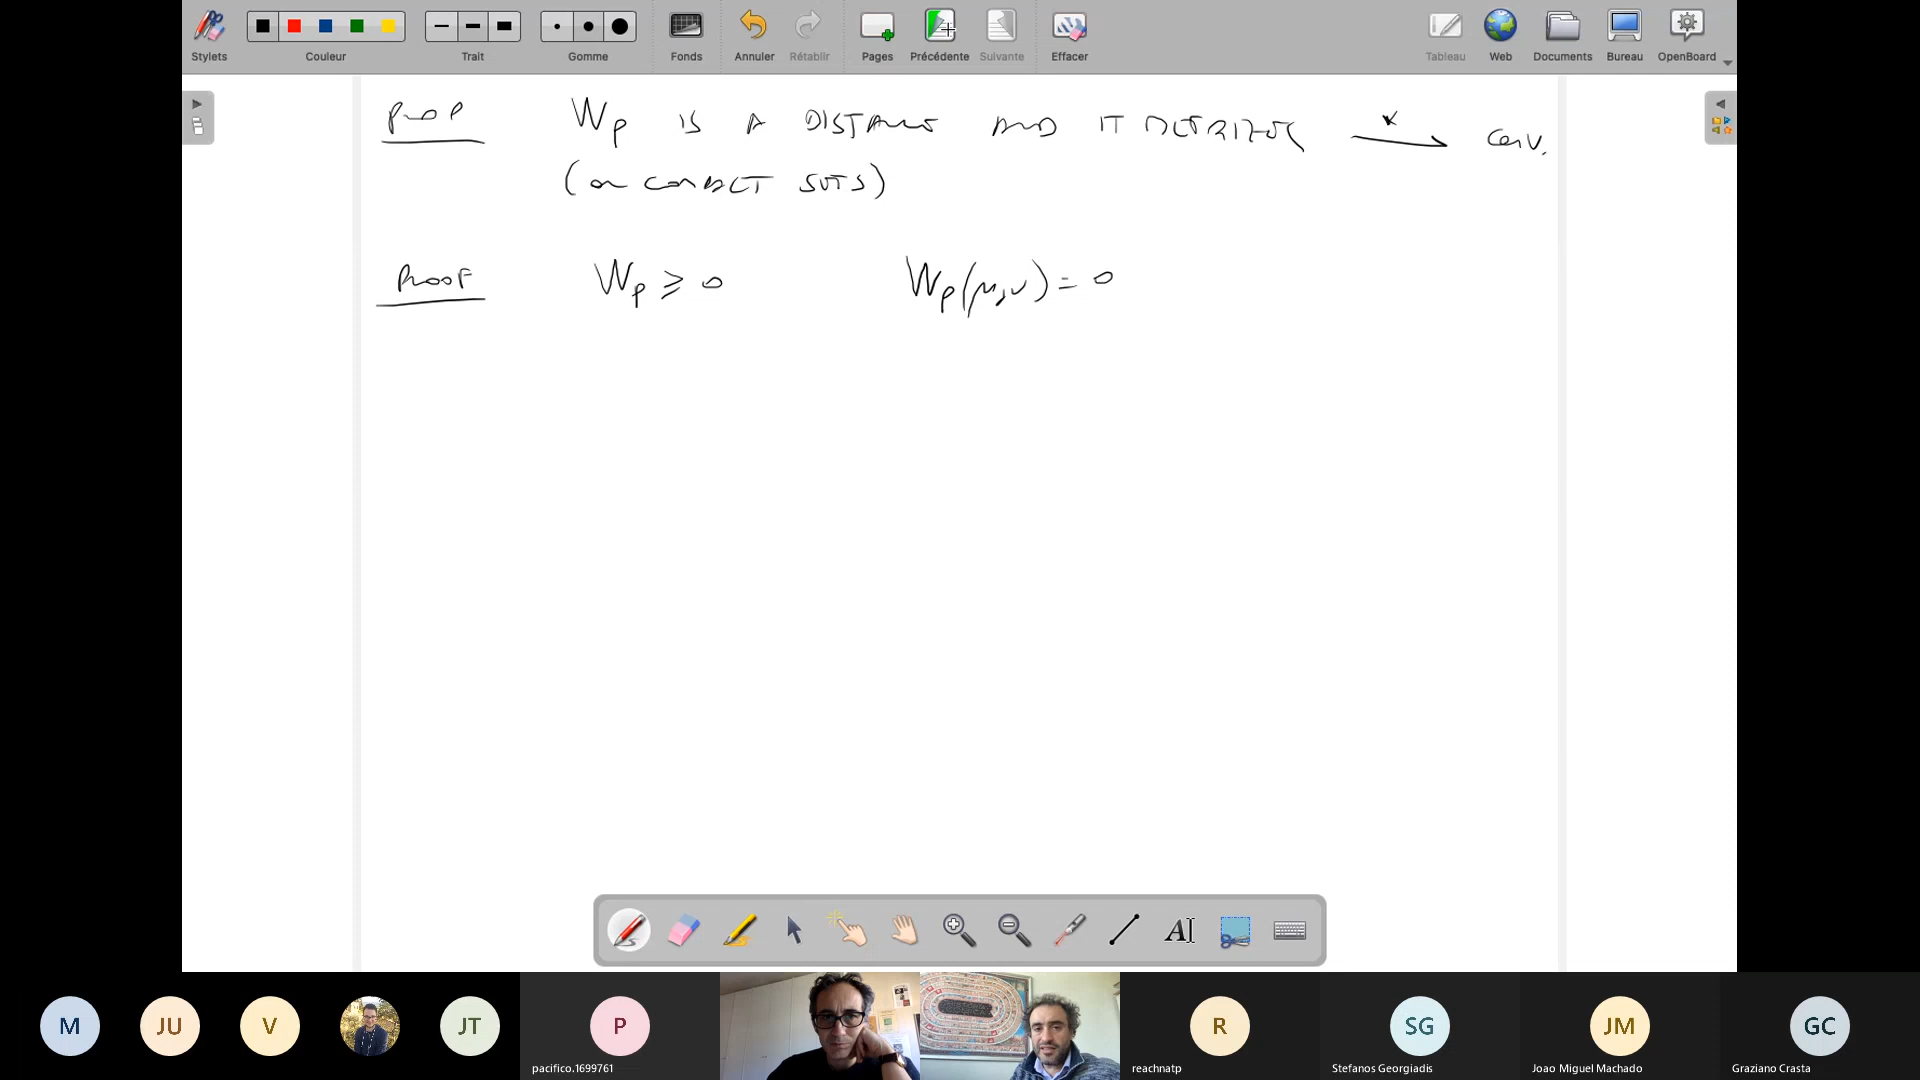 Stylets Couleur Trait Gomme Fonds Annuler Rétablir Pages Précédente Suivante Effacer Tableau Web Documents Bureau OpenBoard
PROP W_p IS A DISTANCE AND IT METRIZES ⇀* CONV.
(ON COMPACT SETS)
PROOF W_p ⩾ 0 W_p(μ,ν) = 0
AI
M JU V JT P R SG JM GC
pacifico.1699761 reachnatp Stefanos Georgiadis Joao Miguel Machado Graziano Crasta